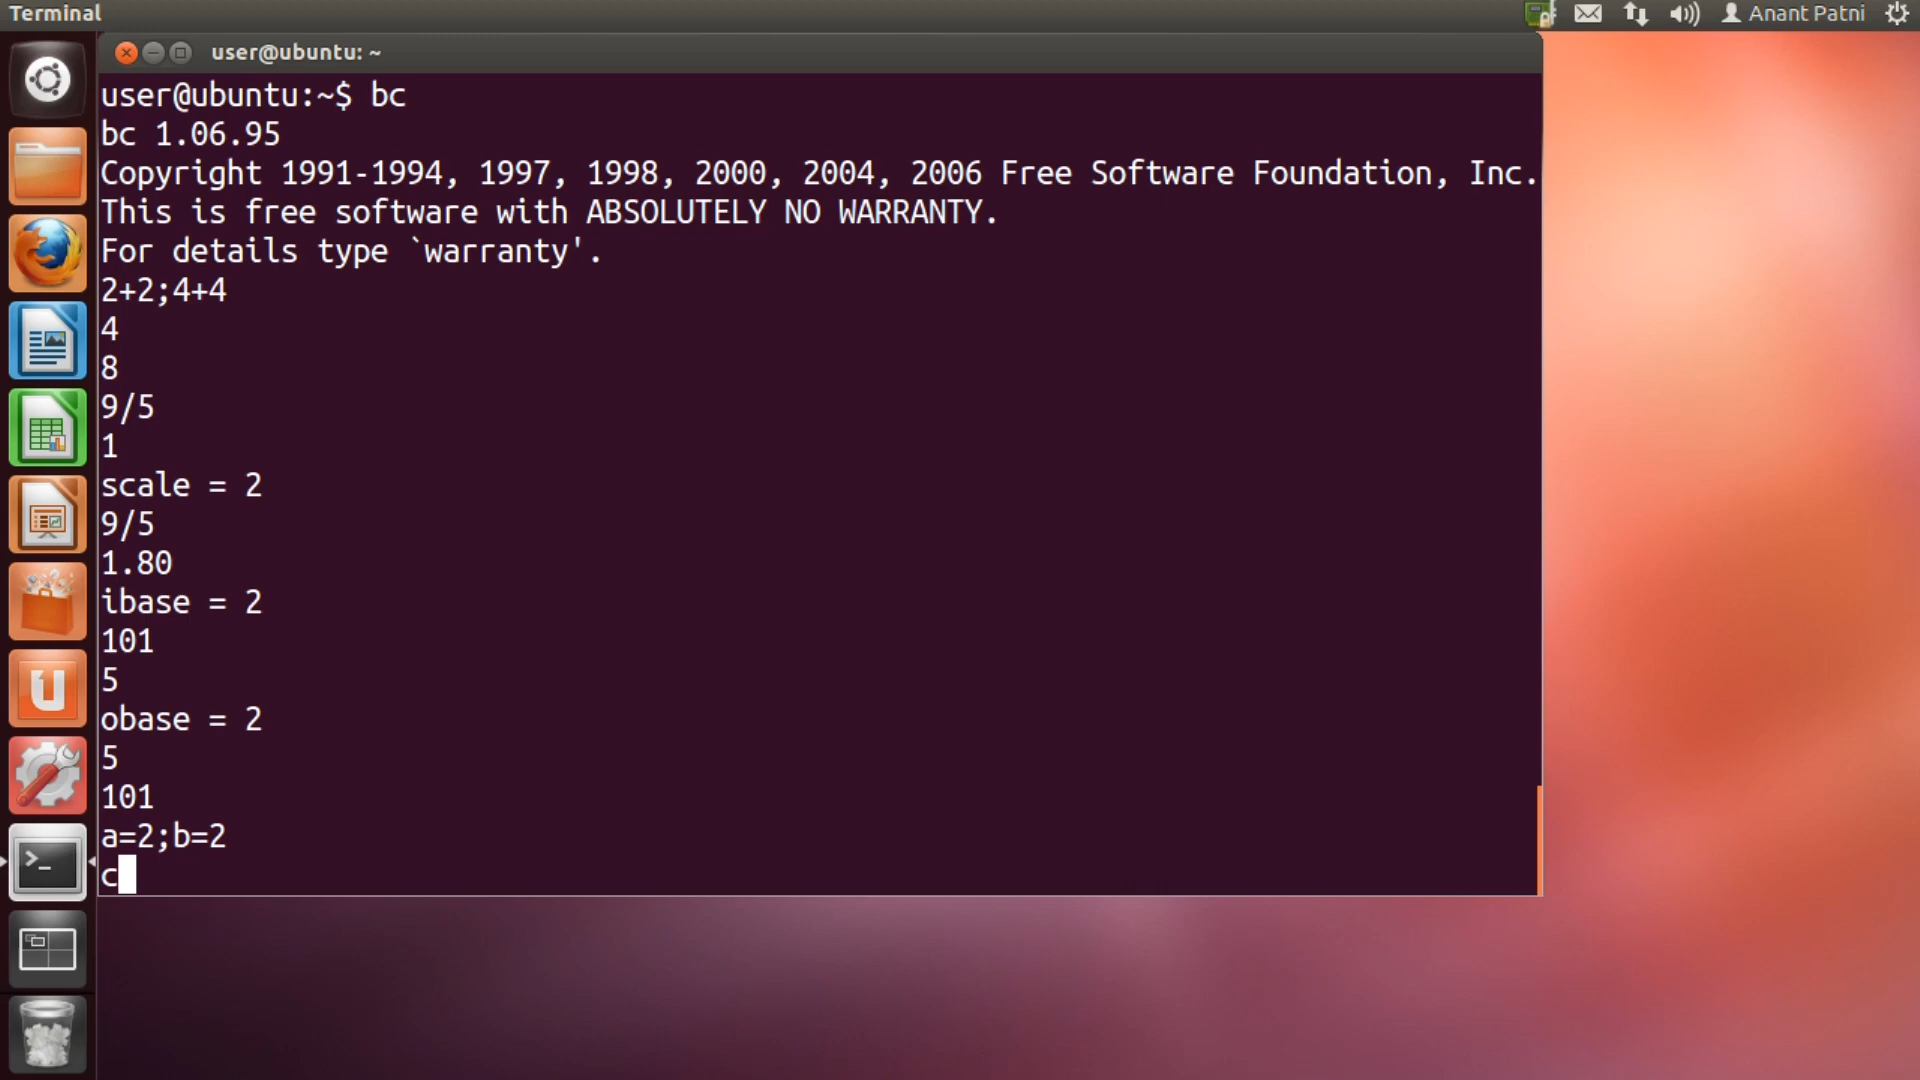 Terminal
Anant Patni
user@ubuntu: ~
user@ubuntu:~$ bc
bc 1.06.95
Copyright 1991-1994, 1997, 1998, 2000, 2004, 2006 Free Software Foundation, Inc.
This is free software with ABSOLUTELY NO WARRANTY.
For details type `warranty'.
2+2;4+4
4
8
9/5
1
scale = 2
9/5
1.80
ibase = 2
101
5
obase = 2
5
101
a=2;b=2
c